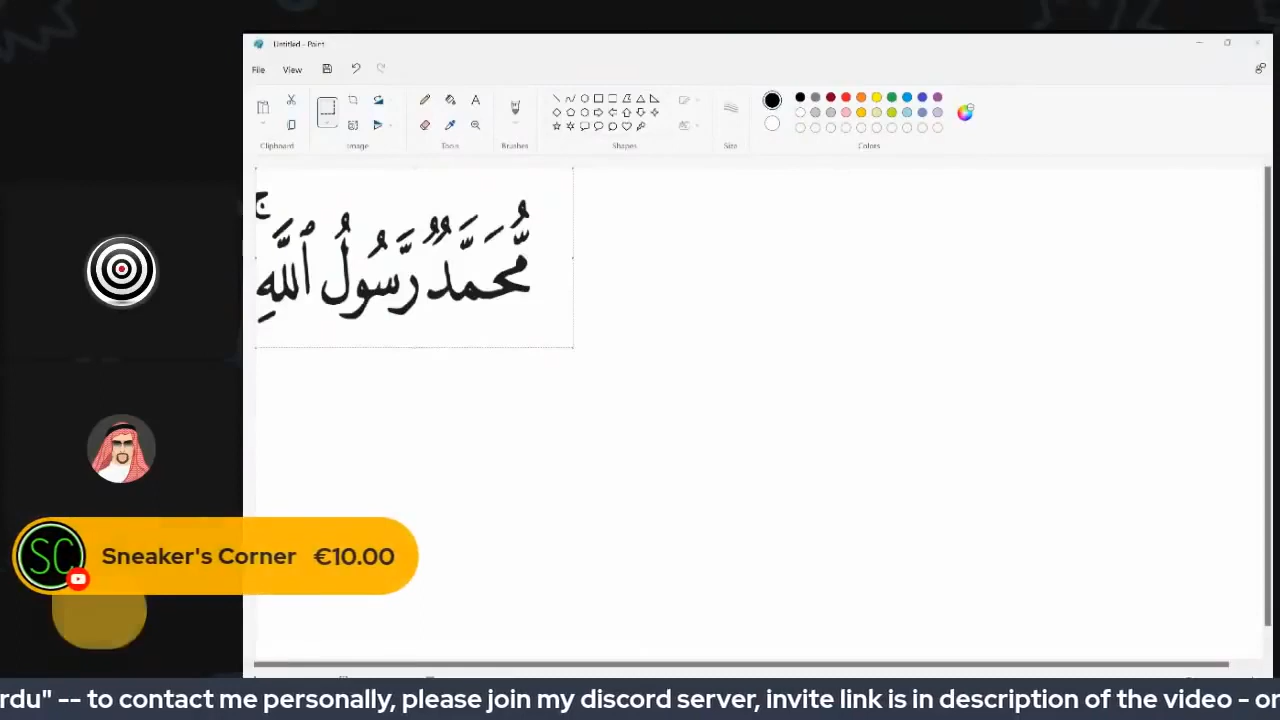 Untitled - Paint
File View
Clipboard
Image
Tools
Brushes
Shapes
Size
Colors
مُّحَمَّدٌ رَّسُولُ ٱللَّهِ ۚ
SC
Sneaker's Corner €10.00
rdu" -- to contact me personally, please join my discord server, invite link is in description of the video - or